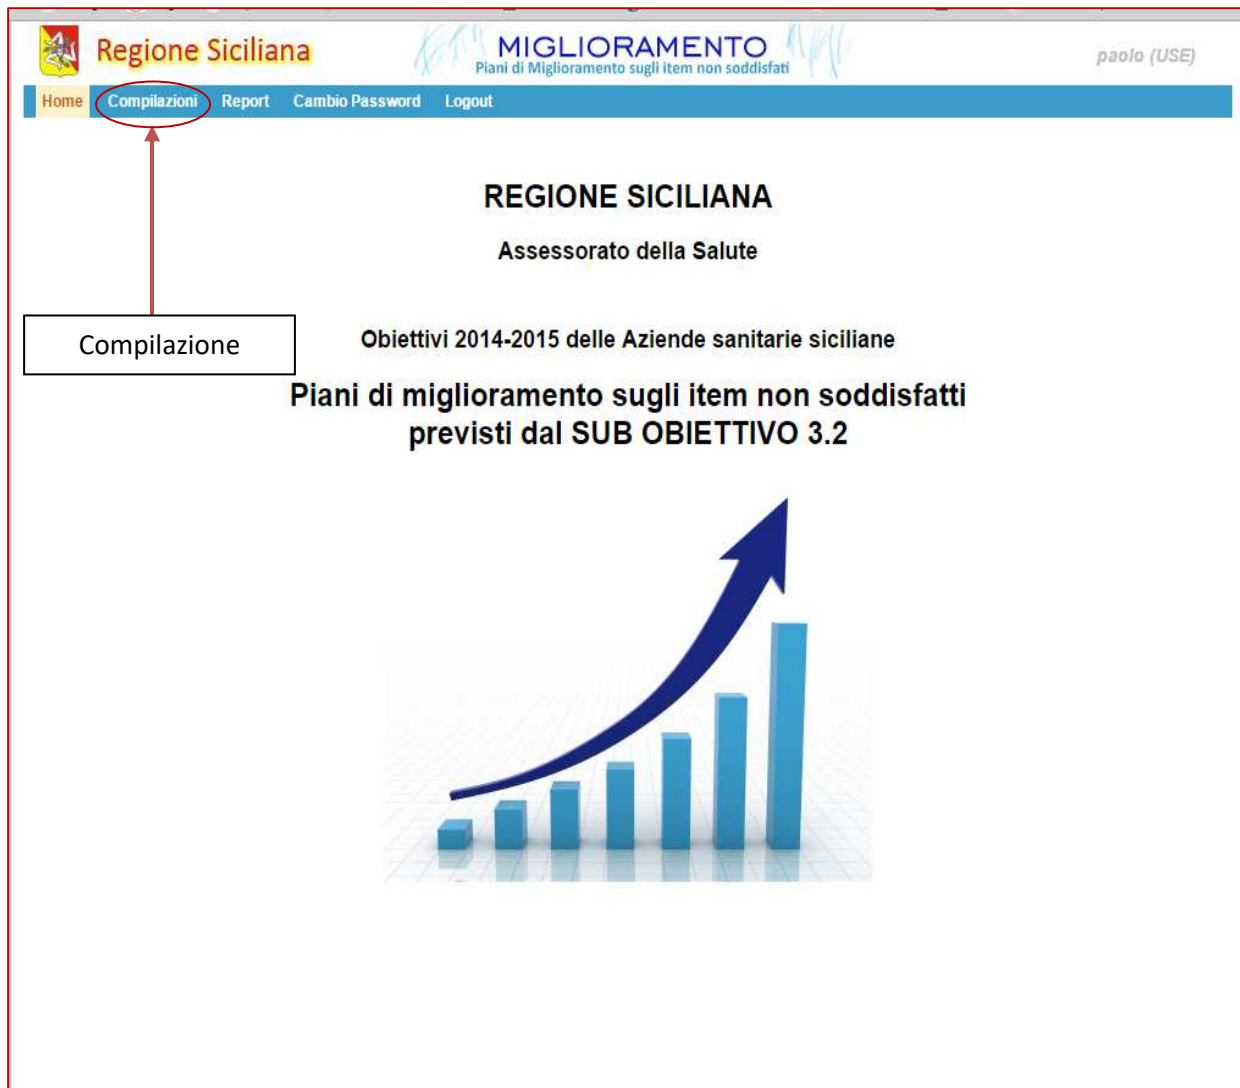 Regione Siciliana
MIGLIORAMENTO
Piani di Miglioramento sugli item non soddisfati
paolo (USE)
Home Compilazioni Report Cambio Password Logout
REGIONE SICILIANA
Assessorato della Salute
Compilazione
Obiettivi 2014-2015 delle Aziende sanitarie siciliane
Piani di miglioramento sugli item non soddisfatti
previsti dal SUB OBIETTIVO 3.2